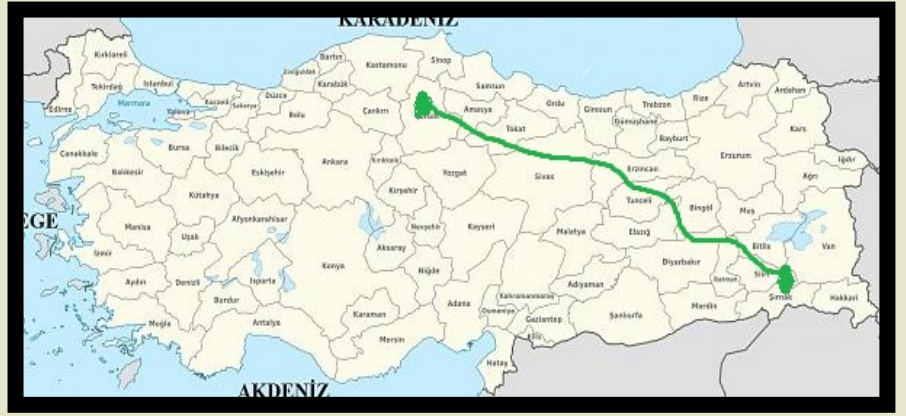 KARADENİZ
Kırklareli
Bartın
Sinop
Kastamonu
Zonguldak
Karabük
Tekirdağ
İstanbul
Samsun
Artvin
Ardahan
Düzce
Kocaeli
Sakarya
Ordu
Giresun
Trabzon
Rize
Edirne
Marmara
Yalova
Bolu
Çankırı
Amasya
Gümüşhane
Kars
Tokat
Bayburt
Çanakkale
Bursa
Bilecik
Ankara
Kırıkkale
Erzurum
Iğdır
Balıkesir
Eskişehir
Yozgat
Sivas
Erzincan
Ağrı
Kütahya
Kırşehir
Tunceli
Bingöl
Muş
EGE
Manisa
Uşak
Afyonkarahisar
Nevşehir
Kayseri
Malatya
Elazığ
Bitlis
Van
İzmir
Aksaray
Konya
Niğde
Diyarbakır
Siirt
Batman
Aydın
Denizli
Isparta
Adıyaman
Şırnak
Hakkari
Burdur
Adana
Kahramanmaraş
Mardin
Muğla
Antalya
Karaman
Osmaniye
Gaziantep
Şanlıurfa
Mersin
Kilis
Hatay
AKDENİZ